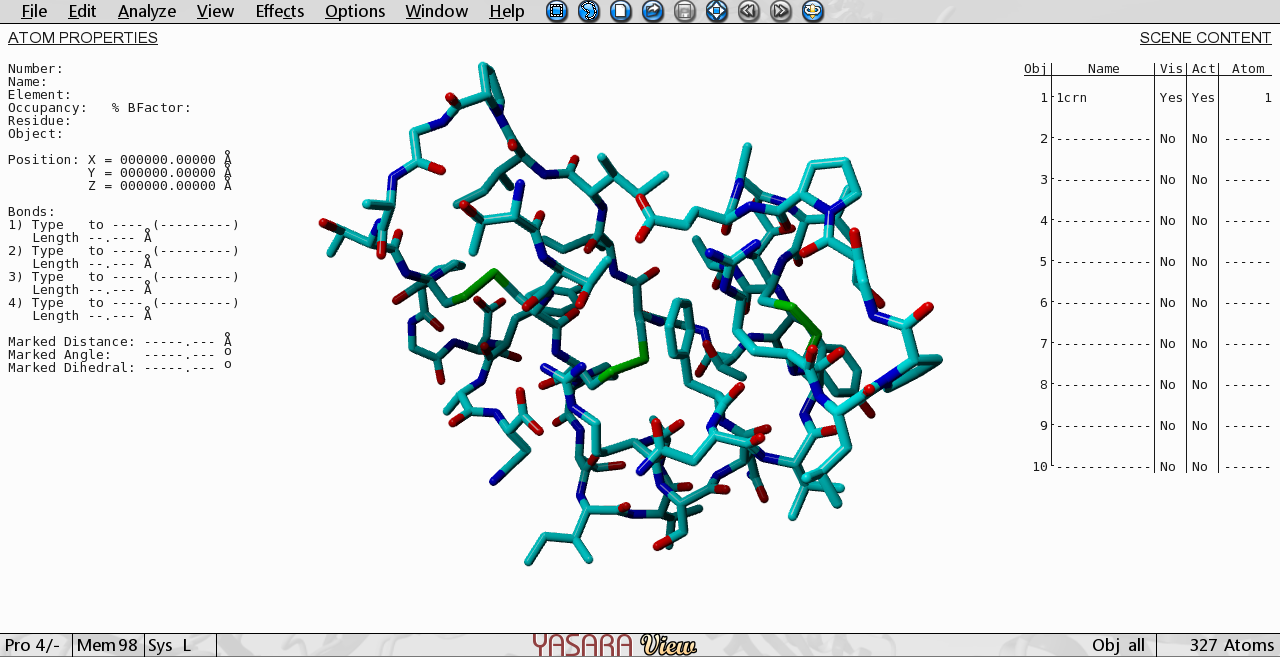 File Edit Analyze View Effects Options Window Help
ATOM PROPERTIES
Number:
Name:
Element:
Occupancy:   % BFactor:
Residue:
Object:
Position: X = 000000.00000 Å
Y = 000000.00000 Å
Z = 000000.00000 Å
Bonds:
1) Type   to ---- (---------)
Length --.--- Å
2) Type   to ---- (---------)
Length --.--- Å
3) Type   to ---- (---------)
Length --.--- Å
4) Type   to ---- (---------)
Length --.--- Å
Marked Distance: -----.--- Å
Marked Angle:    -----.--- o
Marked Dihedral: -----.--- o
SCENE CONTENT
Obj Name Vis Act Atom
1 1crn Yes Yes 1
2 ------------ No No ------
3 ------------ No No ------
4 ------------ No No ------
5 ------------ No No ------
6 ------------ No No ------
7 ------------ No No ------
8 ------------ No No ------
9 ------------ No No ------
10 ------------ No No ------
Pro 4/- Mem 98 Sys L YASARA View Obj all 327 Atoms